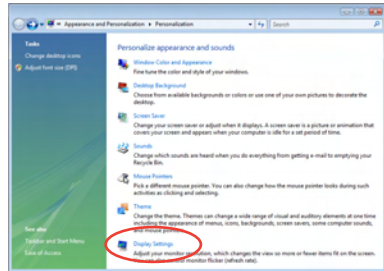 Appearance and Personalization
Personalization
Search
Tasks
Change desktop icons
Adjust font size (DPI)
See also
Taskbar and Start Menu
Ease of Access
Personalize appearance and sounds
Window Color and Appearance
Fine tune the color and style of your windows.
Desktop Background
Choose from available backgrounds or colors or use one of your own pictures to decorate the
desktop.
Screen Saver
Change your screen saver or adjust when it displays. A screen saver is a picture or animation that
covers your screen and appears when your computer is idle for a set period of time.
Sounds
Change which sounds are heard when you do everything from getting e-mail to emptying your
Recycle Bin.
Mouse Pointers
Pick a different mouse pointer. You can also change how the mouse pointer looks during such
activities as clicking and selecting.
Theme
Change the theme. Themes can change a wide range of visual and auditory elements at one time
including the appearance of menus, icons, backgrounds, screen savers, some computer sounds,
and mouse pointers.
Display Settings
Adjust your monitor resolution, which changes the view so more or fewer items fit on the screen.
You can also control monitor flicker (refresh rate).